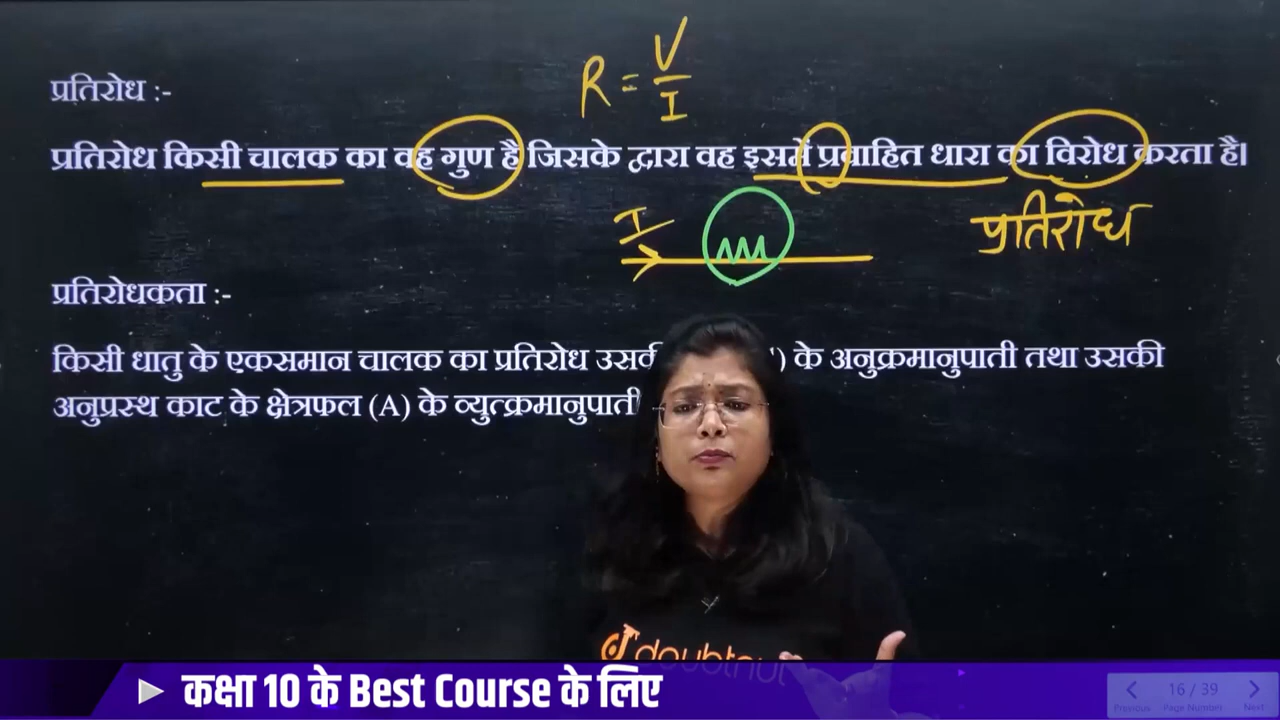 R = V/I
प्रतिरोध :-
प्रतिरोध किसी चालक का वह गुण है जिसके द्वारा वह इसमें प्रवाहित धारा का विरोध करता है।
I
प्रतिरोध
प्रतिरोधकता :-
किसी धातु के एकसमान चालक का प्रतिरोध ) के अनुक्रमानुपाती तथा उसकी
अनुप्रस्थ काट के क्षेत्रफल (A) के व्युत्क्रमानुपाती
doubtnut
कक्षा 10 के Best Course के लिए
16 / 39
Previous Page Number Next